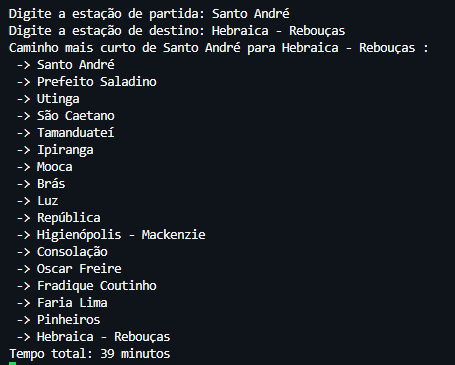 Digite a estação de partida: Santo André
Digite a estação de destino: Hebraica - Rebouças
Caminho mais curto de Santo André para Hebraica - Rebouças :
-> Santo André
-> Prefeito Saladino
-> Utinga
-> São Caetano
-> Tamanduateí
-> Ipiranga
-> Mooca
-> Brás
-> Luz
-> República
-> Higienópolis - Mackenzie
-> Consolação
-> Oscar Freire
-> Fradique Coutinho
-> Faria Lima
-> Pinheiros
-> Hebraica - Rebouças
Tempo total: 39 minutos